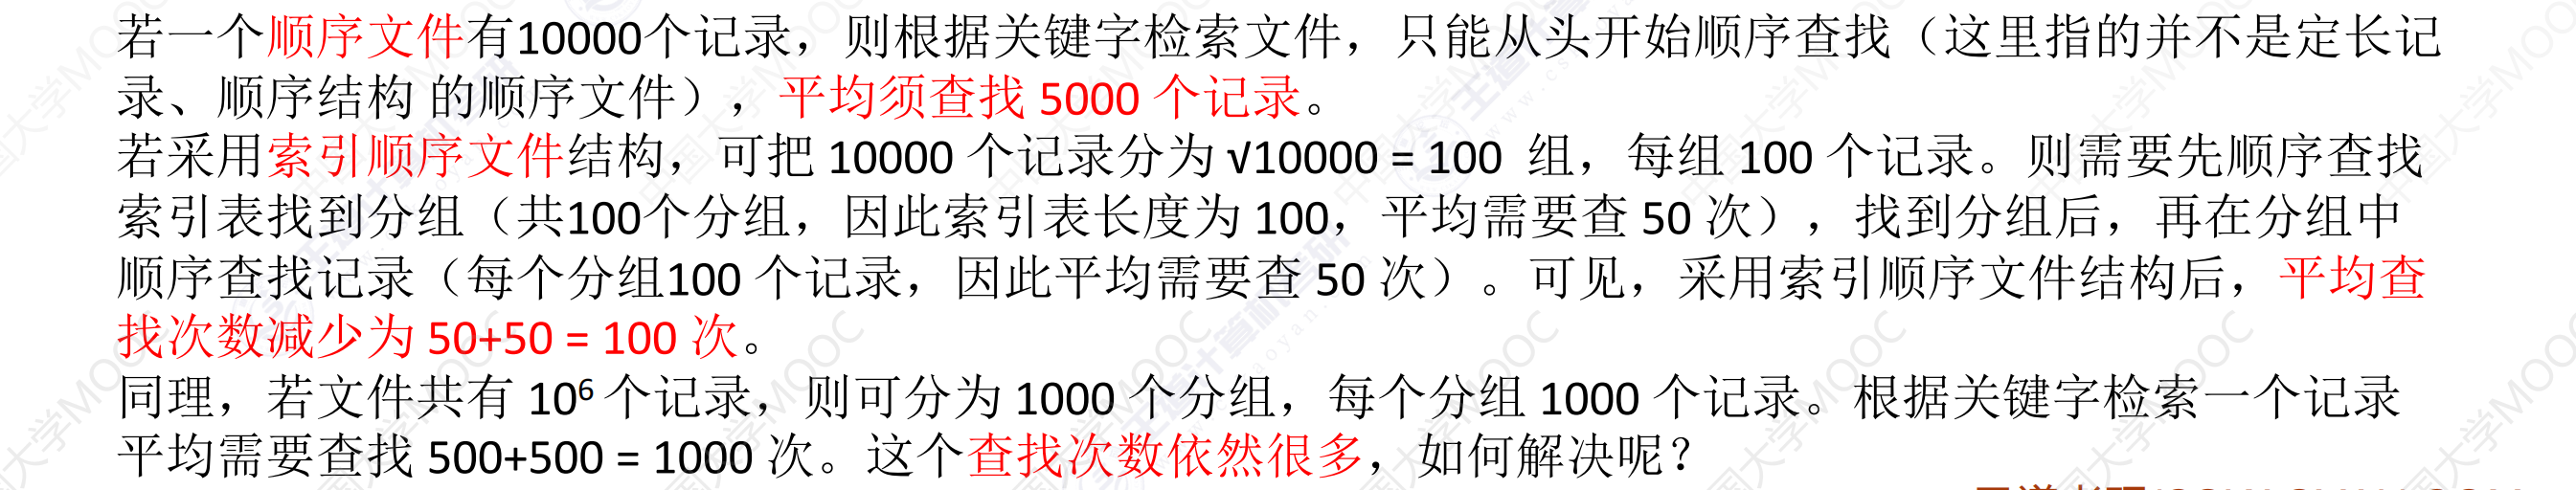 若一个顺序文件有10000个记录，则根据关键字检索文件，只能从头开始顺序查找（这里指的并不是定长记
录、顺序结构 的顺序文件），平均须查找 5000 个记录。
若采用索引顺序文件结构，可把 10000 个记录分为 √10000 = 100 组，每组 100 个记录。则需要先顺序查找
索引表找到分组（共100个分组，因此索引表长度为 100，平均需要查 50 次），找到分组后，再在分组中
顺序查找记录（每个分组100 个记录，因此平均需要查 50 次）。可见，采用索引顺序文件结构后，平均查
找次数减少为 50+50 = 100 次。
同理，若文件共有 10⁶ 个记录，则可分为 1000 个分组，每个分组 1000 个记录。根据关键字检索一个记录
平均需要查找 500+500 = 1000 次。这个查找次数依然很多，如何解决呢？